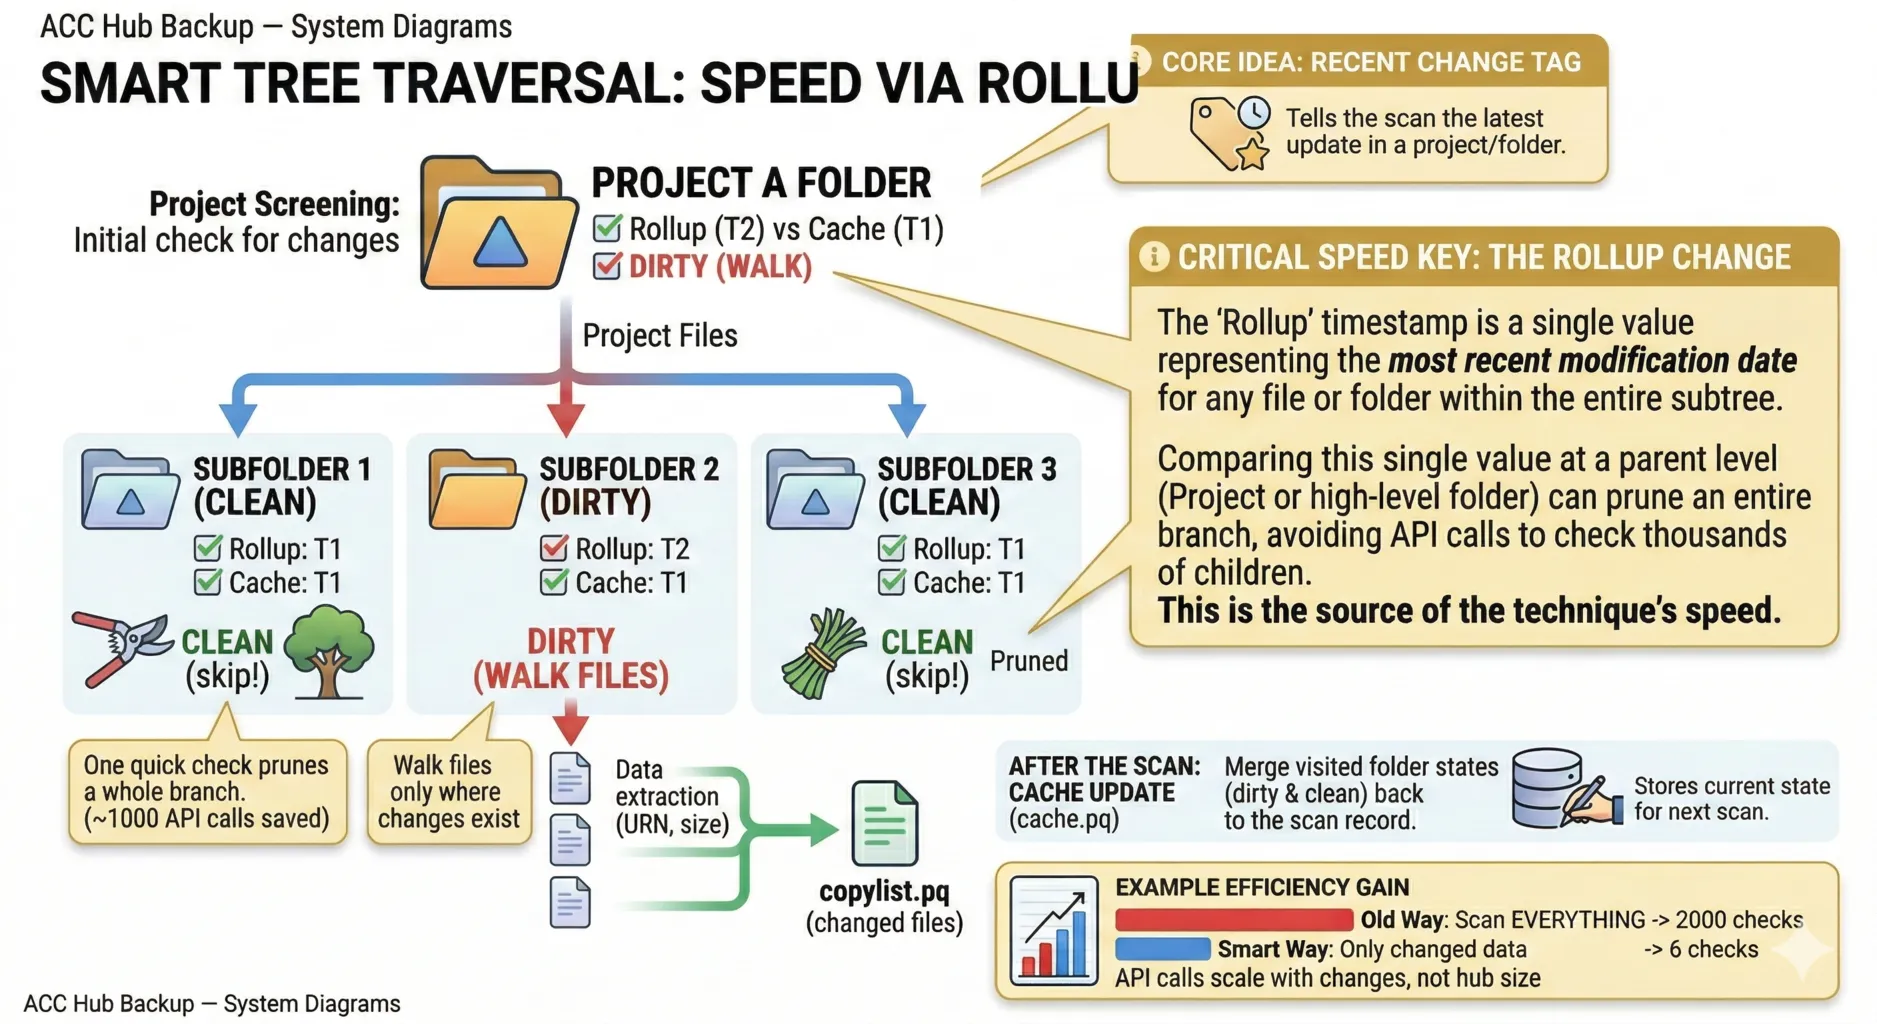 ACC Hub Backup — System Diagrams
SMART TREE TRAVERSAL: SPEED VIA ROLLU
CORE IDEA: RECENT CHANGE TAG
Tells the scan the latest
update in a project/folder.
Project Screening:
Initial check for changes
PROJECT A FOLDER
Rollup (T2) vs Cache (T1)
DIRTY (WALK)
Project Files
CRITICAL SPEED KEY: THE ROLLUP CHANGE
The ‘Rollup’ timestamp is a single value
representing the most recent modification date
for any file or folder within the entire subtree.
Comparing this single value at a parent level
(Project or high-level folder) can prune an entire
branch, avoiding API calls to check thousands
of children.
This is the source of the technique’s speed.
SUBFOLDER 1
(CLEAN)
Rollup: T1
Cache: T1
CLEAN
(skip!)
SUBFOLDER 2
(DIRTY)
Rollup: T2
Cache: T1
DIRTY
(WALK FILES)
SUBFOLDER 3
(CLEAN)
Rollup: T1
Cache: T1
CLEAN
(skip!)
Pruned
One quick check prunes
a whole branch.
(~1000 API calls saved)
Walk files
only where
changes exist
Data
extraction
(URN, size)
copylist.pq
(changed files)
AFTER THE SCAN:
CACHE UPDATE
(cache.pq)
Merge visited folder states
(dirty & clean) back
to the scan record.
Stores current state
for next scan.
EXAMPLE EFFICIENCY GAIN
Old Way: Scan EVERYTHING -> 2000 checks
Smart Way: Only changed data -> 6 checks
API calls scale with changes, not hub size
ACC Hub Backup — System Diagrams